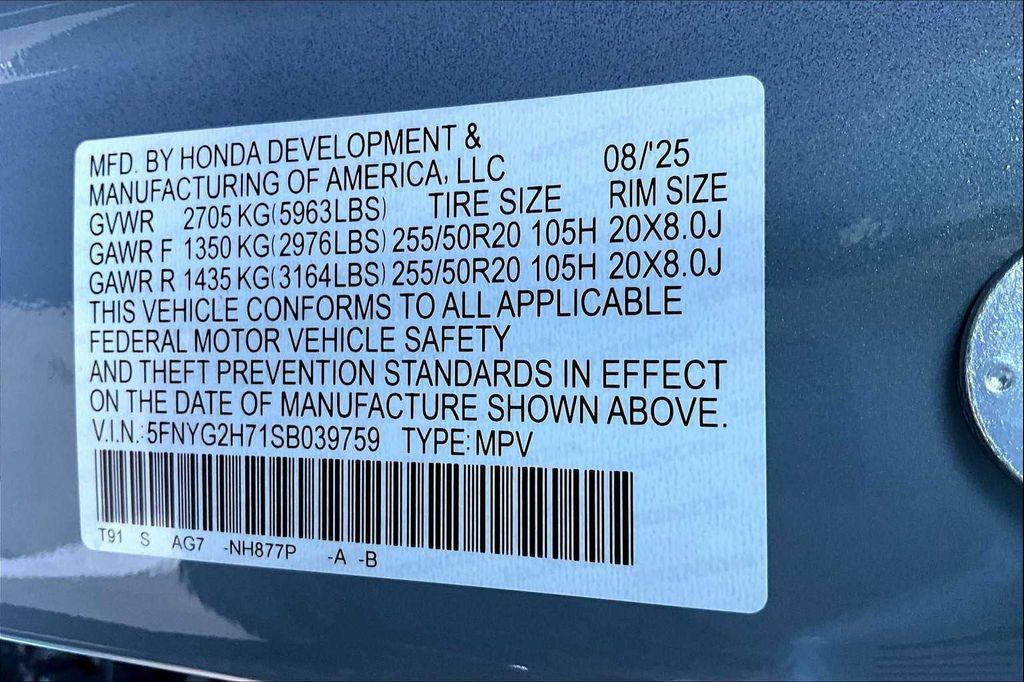 MFD. BY HONDA DEVELOPMENT &
MANUFACTURING OF AMERICA, LLC 08/'25
GVWR 2705 KG(5963LBS) TIRE SIZE RIM SIZE
GAWR F 1350 KG(2976LBS) 255/50R20 105H 20X8.0J
GAWR R 1435 KG(3164LBS) 255/50R20 105H 20X8.0J
THIS VEHICLE CONFORMS TO ALL APPLICABLE
FEDERAL MOTOR VEHICLE SAFETY
AND THEFT PREVENTION STANDARDS IN EFFECT
ON THE DATE OF MANUFACTURE SHOWN ABOVE.
V.I.N.: 5FNYG2H71SB039759 TYPE: MPV
T91 S AG7 -NH877P -A -B